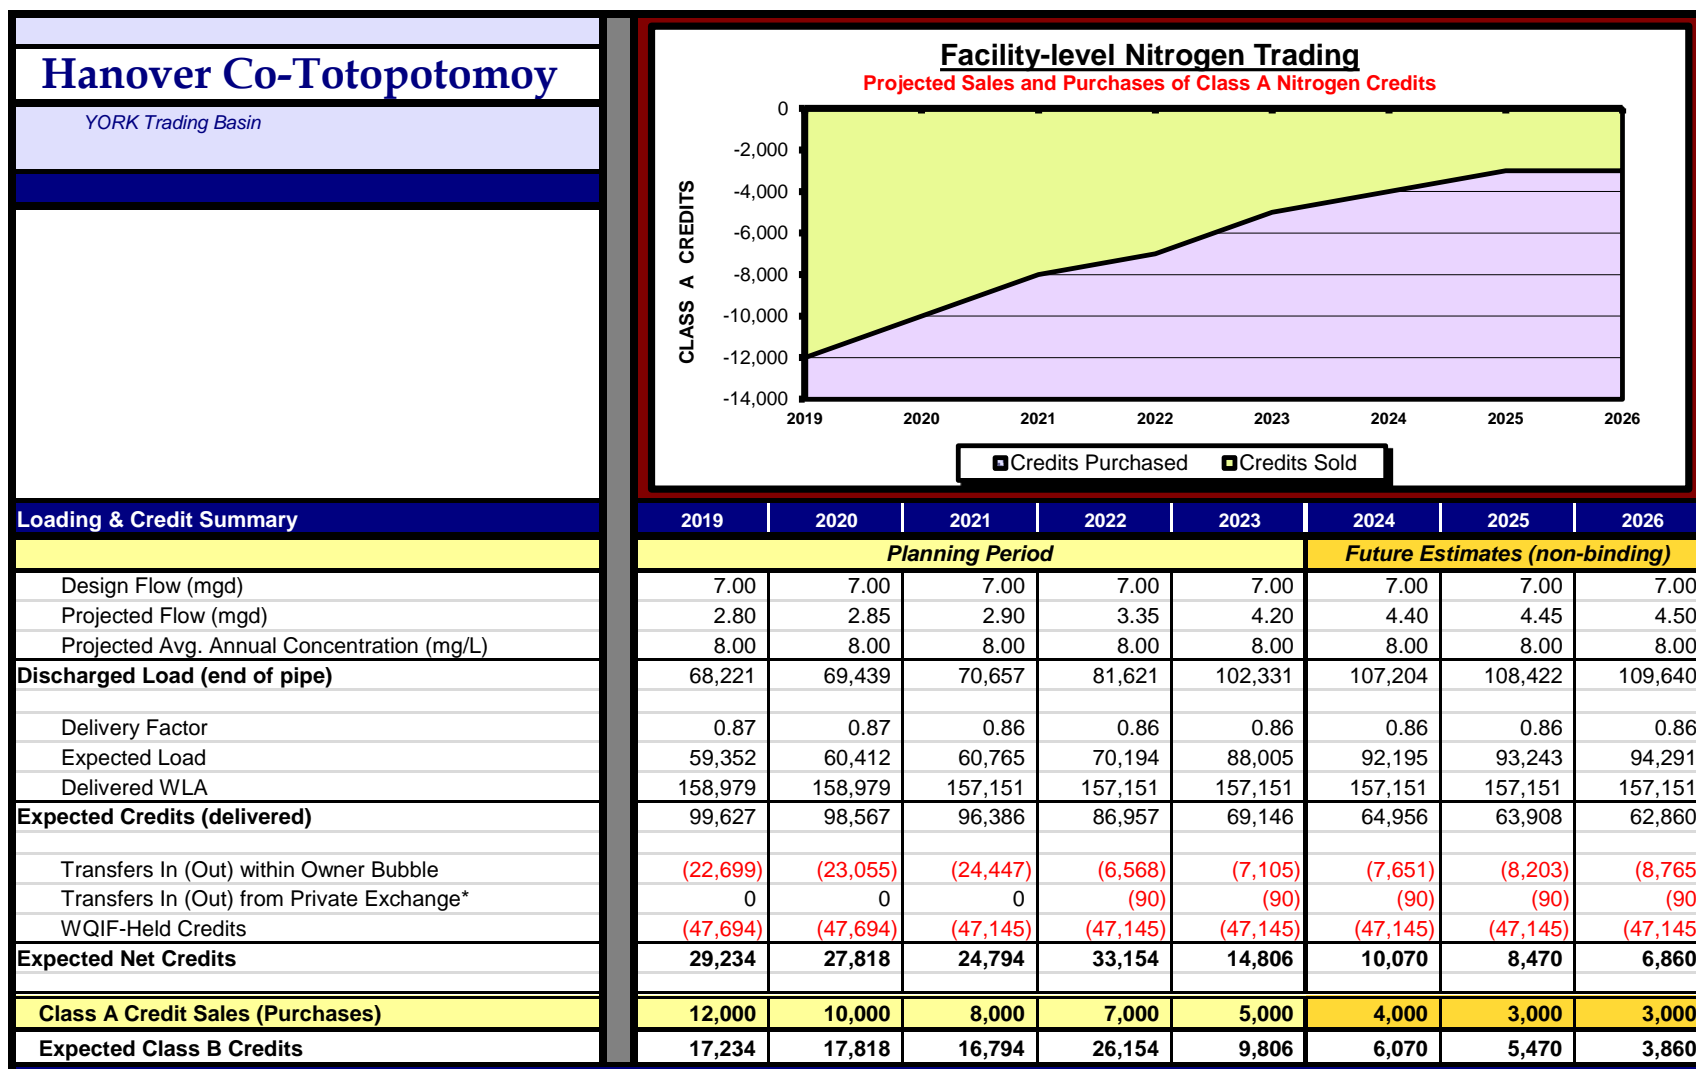 Hanover Co-Totopotomoy
YORK Trading Basin
Facility-level Nitrogen Trading
Projected Sales and Purchases of Class A Nitrogen Credits
CLASS A CREDITS
0
-2,000
-4,000
-6,000
-8,000
-10,000
-12,000
-14,000
2019 2020 2021 2022 2023 2024 2025 2026
Credits Purchased Credits Sold
Loading & Credit Summary 2019 2020 2021 2022 2023 2024 2025 2026
Planning Period Future Estimates (non-binding)
Design Flow (mgd) 7.00 7.00 7.00 7.00 7.00 7.00 7.00 7.00
Projected Flow (mgd) 2.80 2.85 2.90 3.35 4.20 4.40 4.45 4.50
Projected Avg. Annual Concentration (mg/L) 8.00 8.00 8.00 8.00 8.00 8.00 8.00 8.00
Discharged Load (end of pipe) 68,221 69,439 70,657 81,621 102,331 107,204 108,422 109,640
Delivery Factor 0.87 0.87 0.86 0.86 0.86 0.86 0.86 0.86
Expected Load 59,352 60,412 60,765 70,194 88,005 92,195 93,243 94,291
Delivered WLA 158,979 158,979 157,151 157,151 157,151 157,151 157,151 157,151
Expected Credits (delivered) 99,627 98,567 96,386 86,957 69,146 64,956 63,908 62,860
Transfers In (Out) within Owner Bubble (22,699) (23,055) (24,447) (6,568) (7,105) (7,651) (8,203) (8,765
Transfers In (Out) from Private Exchange* 0 0 0 (90) (90) (90) (90) (90
WQIF-Held Credits (47,694) (47,694) (47,145) (47,145) (47,145) (47,145) (47,145) (47,145
Expected Net Credits 29,234 27,818 24,794 33,154 14,806 10,070 8,470 6,860
Class A Credit Sales (Purchases) 12,000 10,000 8,000 7,000 5,000 4,000 3,000 3,000
Expected Class B Credits 17,234 17,818 16,794 26,154 9,806 6,070 5,470 3,860